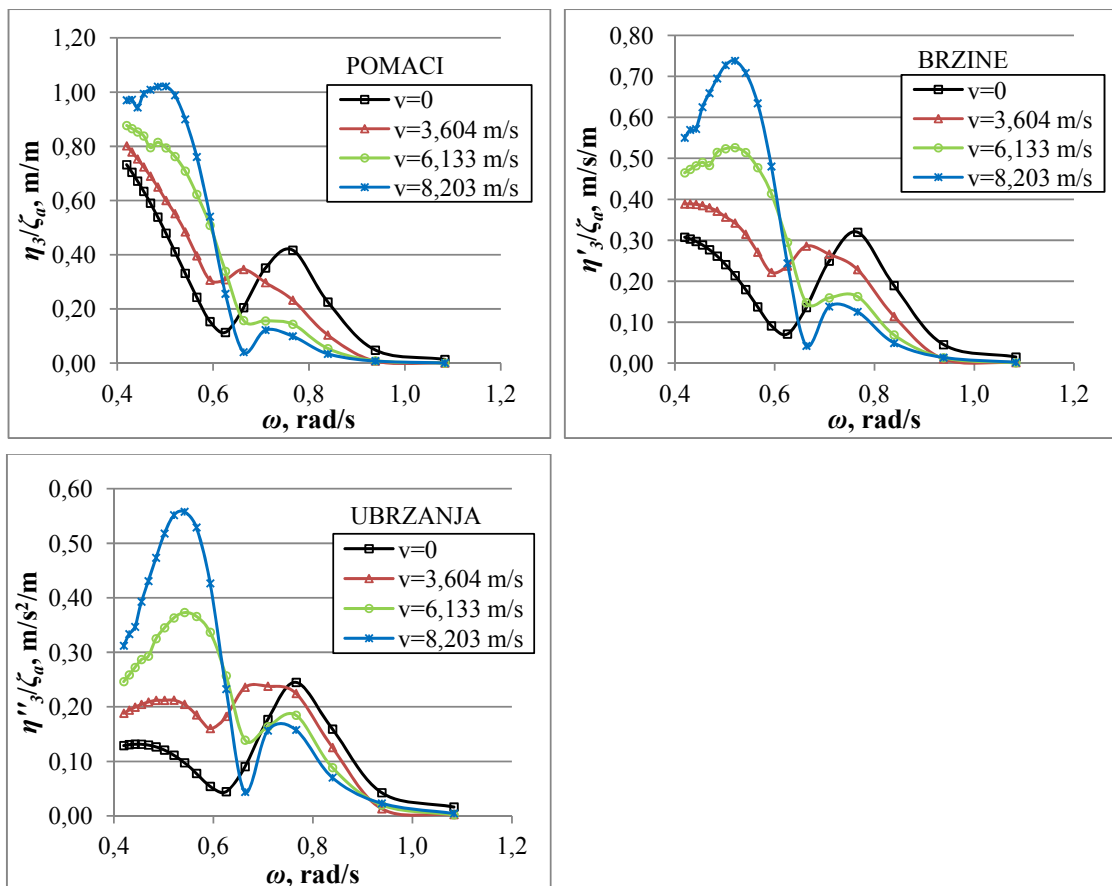 POMACI
v=0
v=3,604 m/s
v=6,133 m/s
v=8,203 m/s
η₃/ζₐ, m/m
1,20
1,00
0,80
0,60
0,40
0,20
0,00
0,4 0,6 0,8 1,0 1,2
ω, rad/s
BRZINE
v=0
v=3,604 m/s
v=6,133 m/s
v=8,203 m/s
η'₃/ζₐ, m/s/m
0,80
0,70
0,60
0,50
0,40
0,30
0,20
0,10
0,00
0,4 0,6 0,8 1,0 1,2
ω, rad/s
UBRZANJA
v=0
v=3,604 m/s
v=6,133 m/s
v=8,203 m/s
η''₃/ζₐ, m/s²/m
0,60
0,50
0,40
0,30
0,20
0,10
0,00
0,4 0,6 0,8 1,0 1,2
ω, rad/s